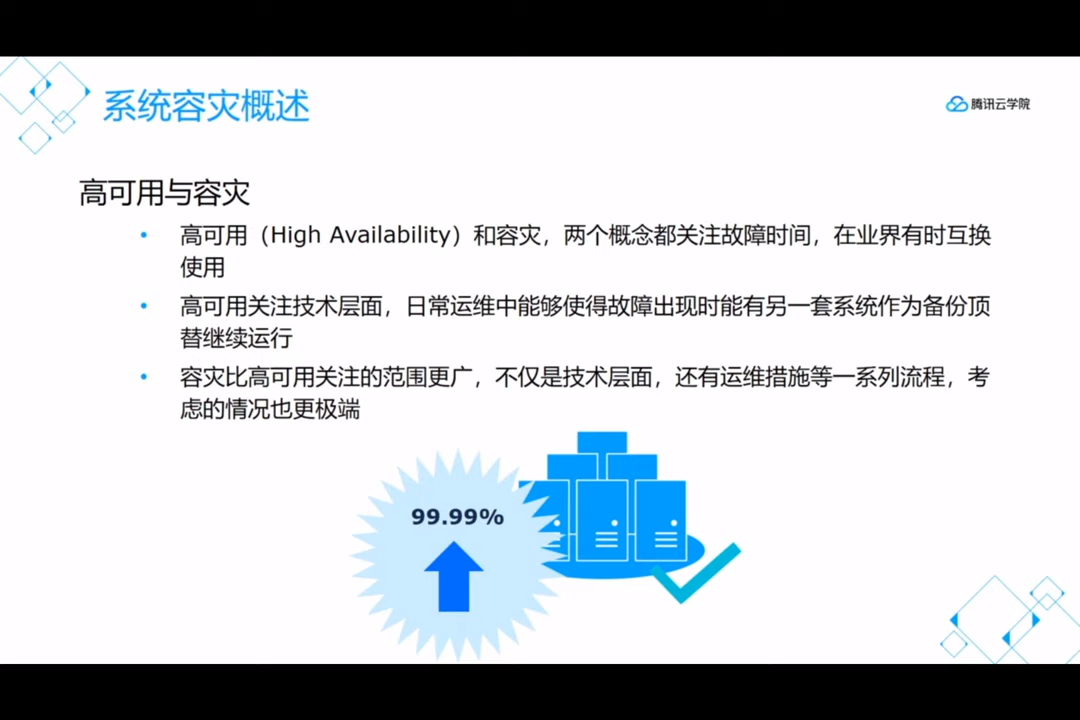 系统容灾概述
腾讯云学院
高可用与容灾
• 高可用（High Availability）和容灾，两个概念都关注故障时间，在业界有时互换
使用
• 高可用关注技术层面，日常运维中能够使得故障出现时能有另一套系统作为备份顶
替继续运行
• 容灾比高可用关注的范围更广，不仅是技术层面，还有运维措施等一系列流程，考
虑的情况也更极端
99.99%